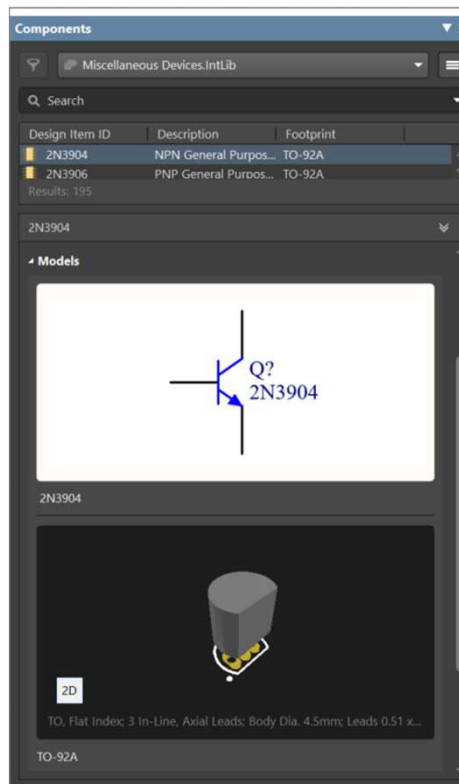 Components
Miscellaneous Devices.IntLib
Search
Design Item ID Description Footprint
2N3904 NPN General Purpos... TO-92A
2N3906 PNP General Purpos... TO-92A
Results: 195
2N3904
Models
Q?
2N3904
2N3904
2D
TO, Flat Index; 3 In-Line, Axial Leads; Body Dia. 4.5mm; Leads 0.51 x...
TO-92A